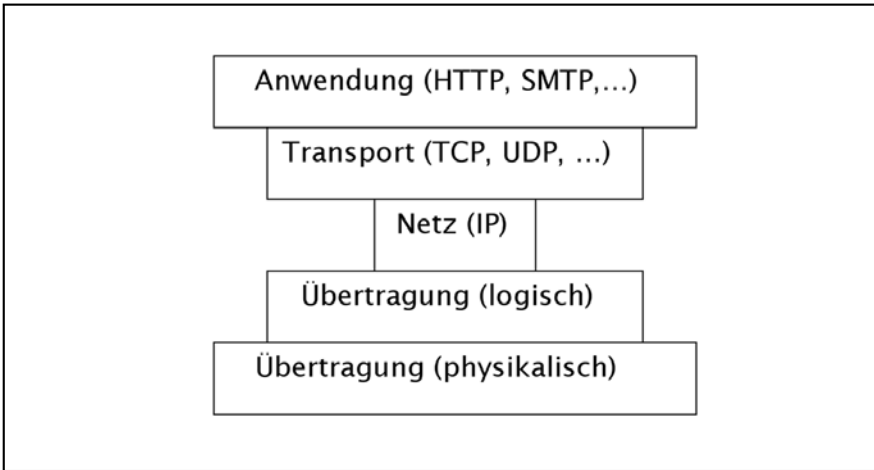 Anwendung (HTTP, SMTP,...)
Transport (TCP, UDP, ...)
Netz (IP)
Übertragung (logisch)
Übertragung (physikalisch)